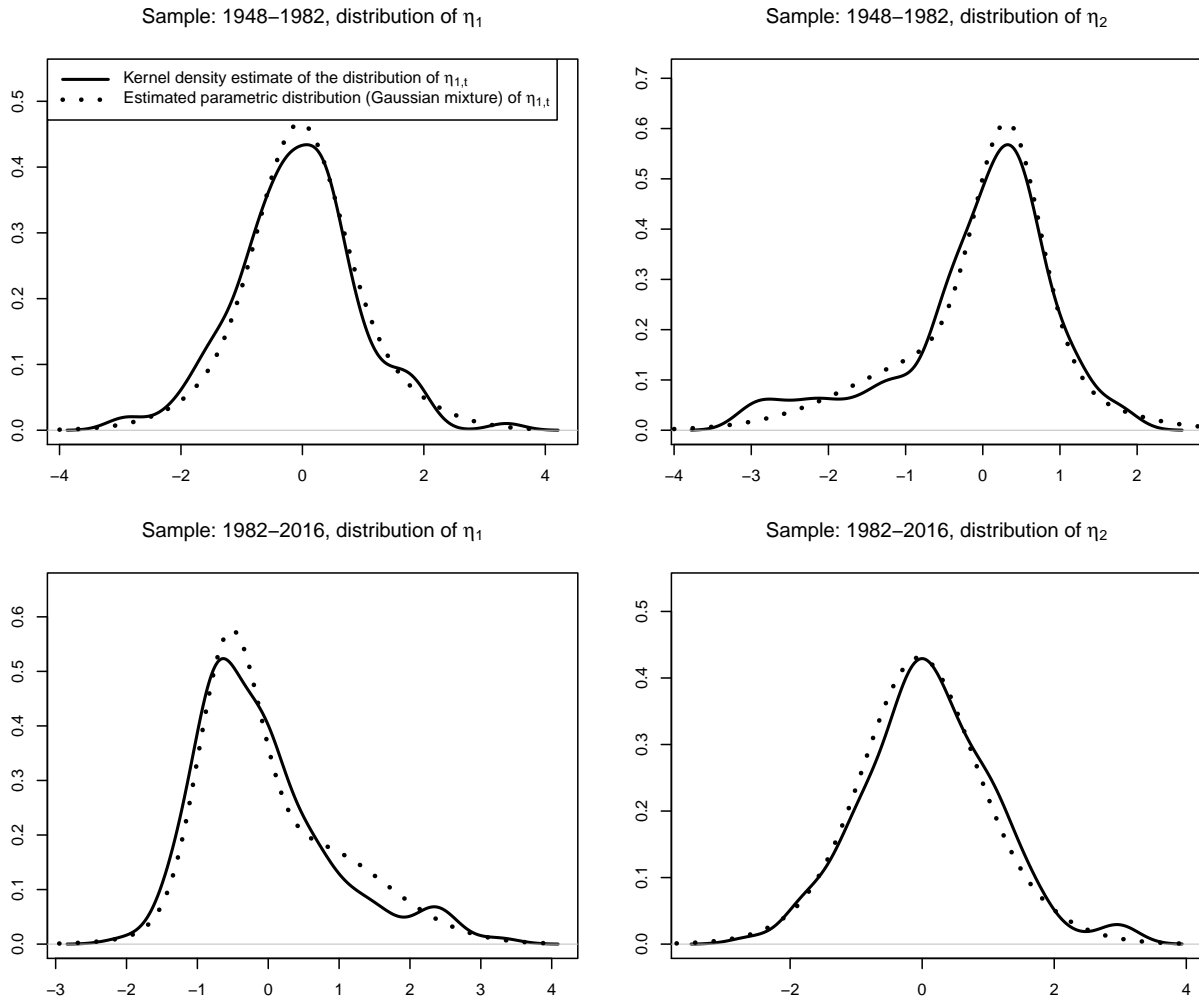 Sample: 1948−1982, distribution of η1
Kernel density estimate of the distribution of η1,t
Estimated parametric distribution (Gaussian mixture) of η1,t
0.5
0.4
0.3
0.2
0.1
0.0
−4 −2 0 2 4
Sample: 1948−1982, distribution of η2
0.7
0.6
0.5
0.4
0.3
0.2
0.1
0.0
−4 −3 −2 −1 0 1 2
Sample: 1982−2016, distribution of η1
0.6
0.5
0.4
0.3
0.2
0.1
0.0
−3 −2 −1 0 1 2 3 4
Sample: 1982−2016, distribution of η2
0.5
0.4
0.3
0.2
0.1
0.0
−2 0 2 4